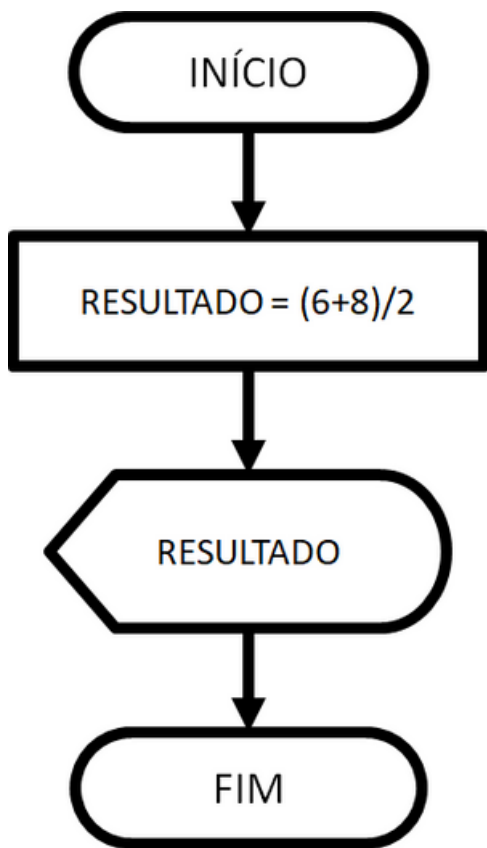 INÍCIO
RESULTADO = (6+8)/2
RESULTADO
FIM